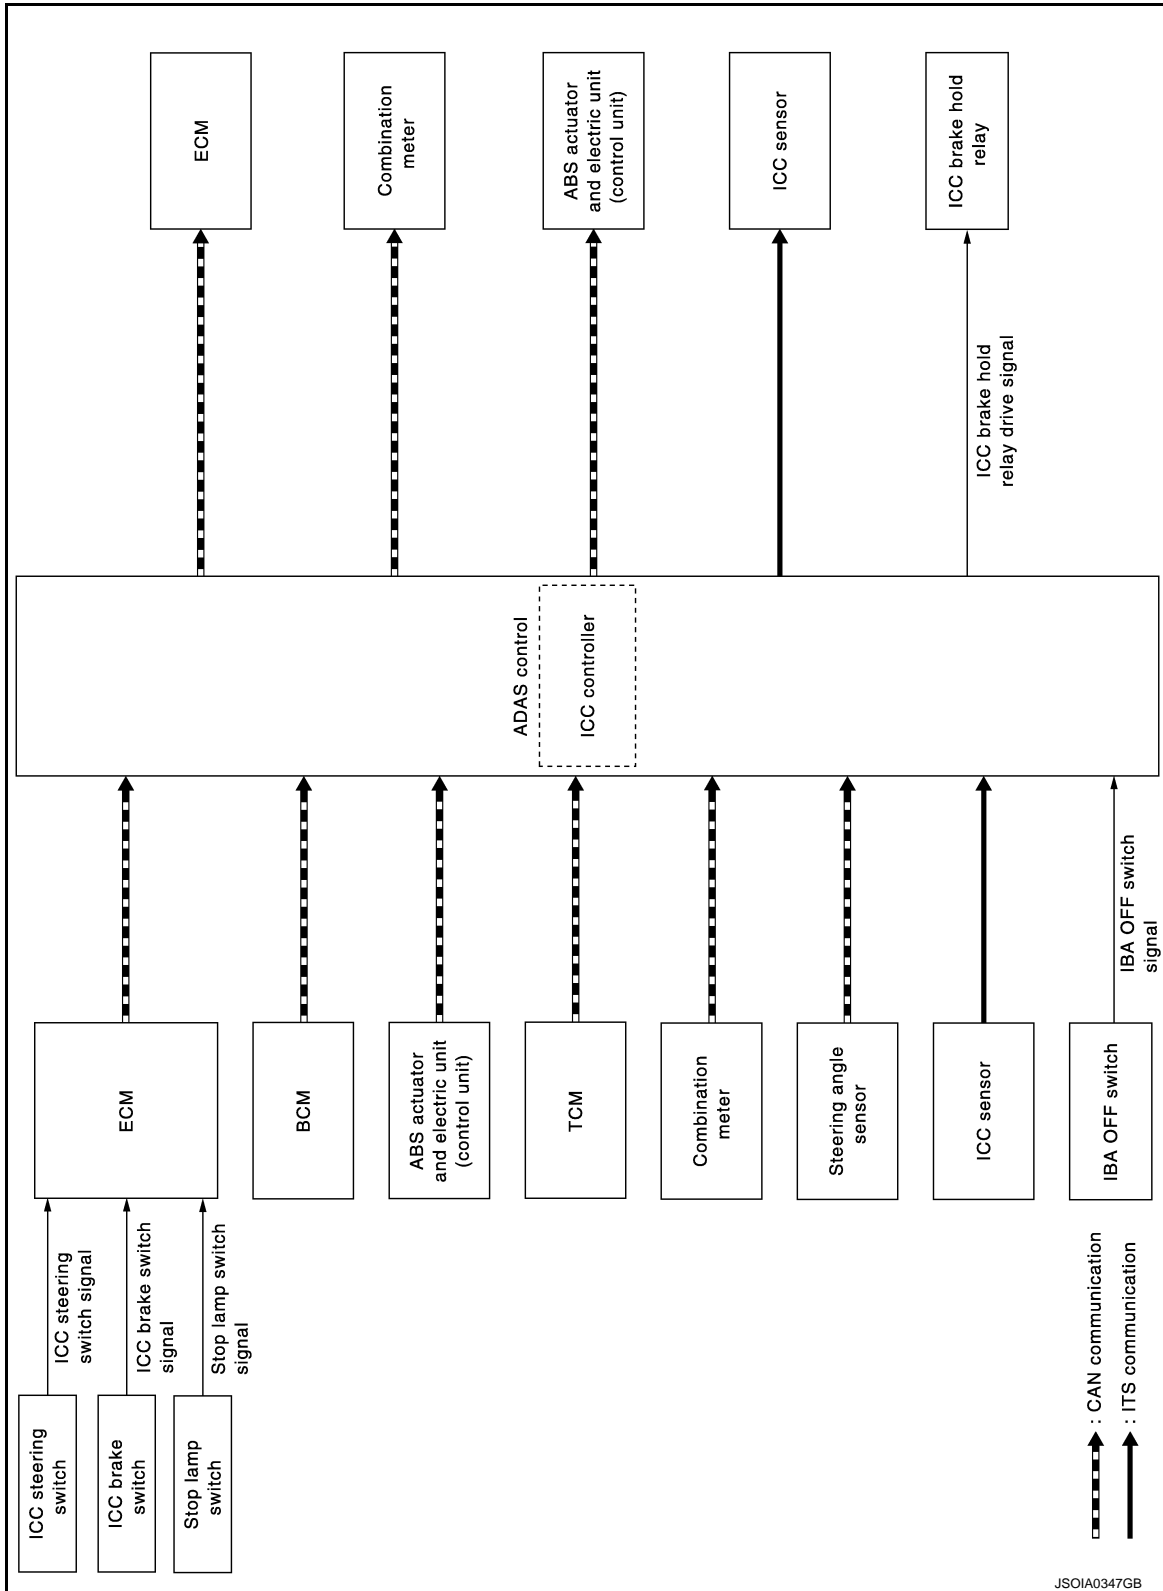 ICC steering
switch
ICC steering
switch signal
ICC brake
switch
ICC brake switch
signal
Stop lamp
switch
Stop lamp switch
signal
ECM
BCM
ABS actuator
and electric unit
(control unit)
TCM
Combination
meter
Steering angle
sensor
ICC sensor
IBA OFF switch
IBA OFF switch
signal
ADAS control
ICC controller
ECM
Combination
meter
ABS actuator
and electric unit
(control unit)
ICC sensor
ICC brake hold
relay drive signal
ICC brake hold
relay
: CAN communication
: ITS communication
JSOIA0347GB